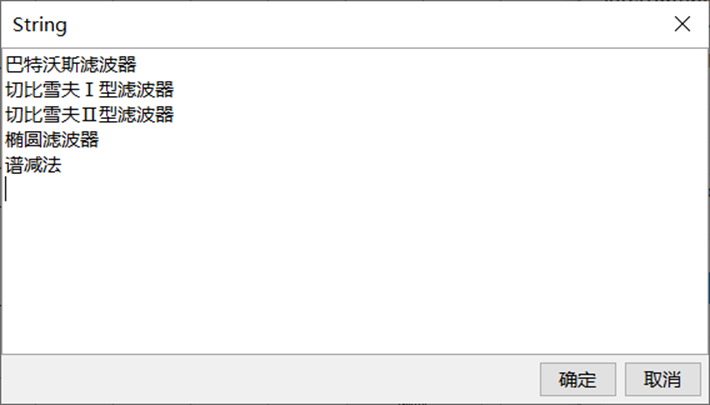 String
巴特沃斯滤波器
切比雪夫Ⅰ型滤波器
切比雪夫Ⅱ型滤波器
椭圆滤波器
谱减法
确定
取消